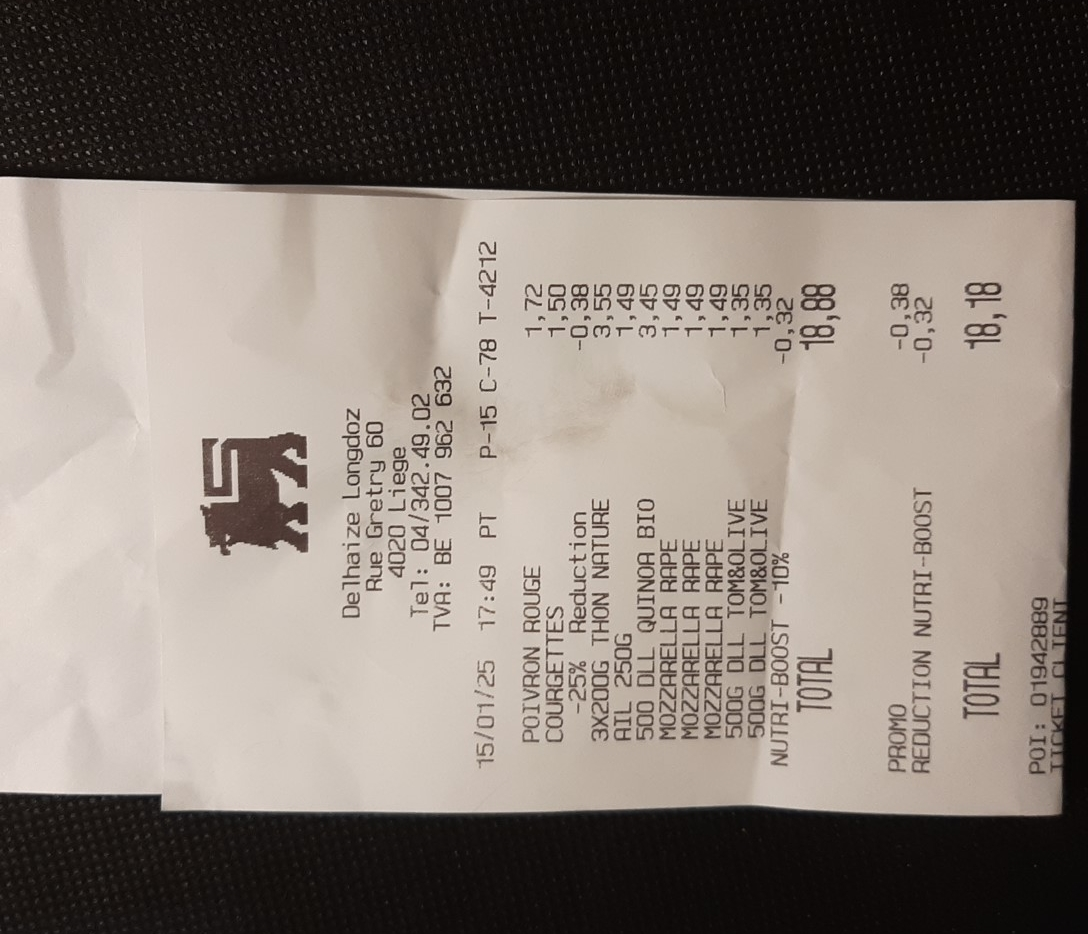 Delhaize Longdoz
Rue Gretry 60
4020 Liege
Tel: 04/342.49.02
TVA: BE 1007 962 632
15/01/25 17:49 PT P-15 C-78 T-4212
POIVRON ROUGE 1,72
COURGETTES 1,50
-25% Reduction -0,38
3X200G THON NATURE 3,55
AIL 250G 1,49
500 DLL QUINOA BIO 3,45
MOZZARELLA RAPE 1,49
MOZZARELLA RAPE 1,49
MOZZARELLA RAPE 1,49
500G DLL TOM&OLIVE 1,35
500G DLL TOM&OLIVE 1,35
NUTRI-BOOST -10% -0,32
TOTAL 18,88
PROMO -0,38
REDUCTION NUTRI-BOOST -0,32
TOTAL 18,18
POI: 01942889
TICKET CLIENT